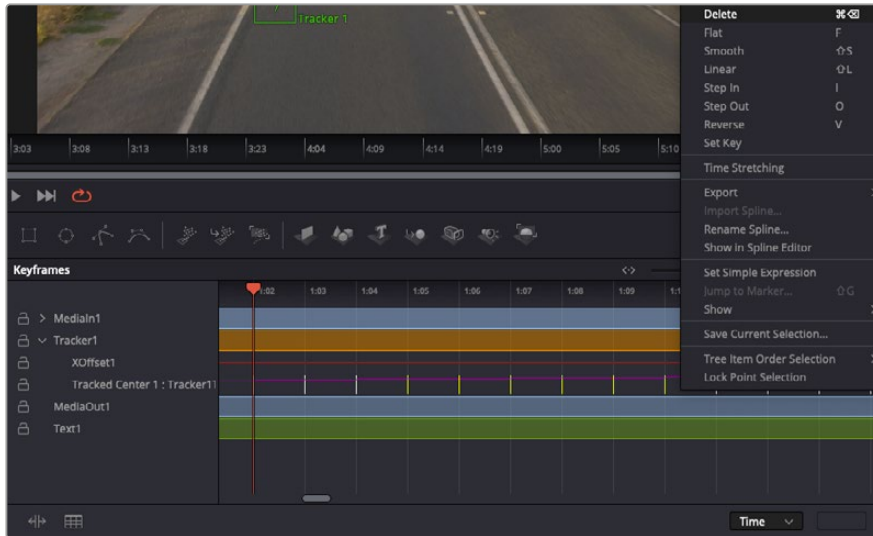 Tracker 1
Delete ⌘⌫
Flat F
Smooth ⇧S
Linear ⇧L
Step In I
Step Out O
Reverse V
Set Key
Time Stretching
Export
Import Spline...
Rename Spline...
Show in Spline Editor
Set Simple Expression
Jump to Marker... ⇧G
Show
Save Current Selection...
Tree Item Order Selection
Lock Point Selection
3:03 3:08 3:13 3:18 3:23 4:04 4:09 4:14 4:19 5:00 5:05 5:10
Keyframes
1:02 1:03 1:04 1:05 1:06 1:07 1:08 1:09
MediaIn1
Tracker1
XOffset1
Tracked Center 1 : Tracker1
MediaOut1
Text1
Time